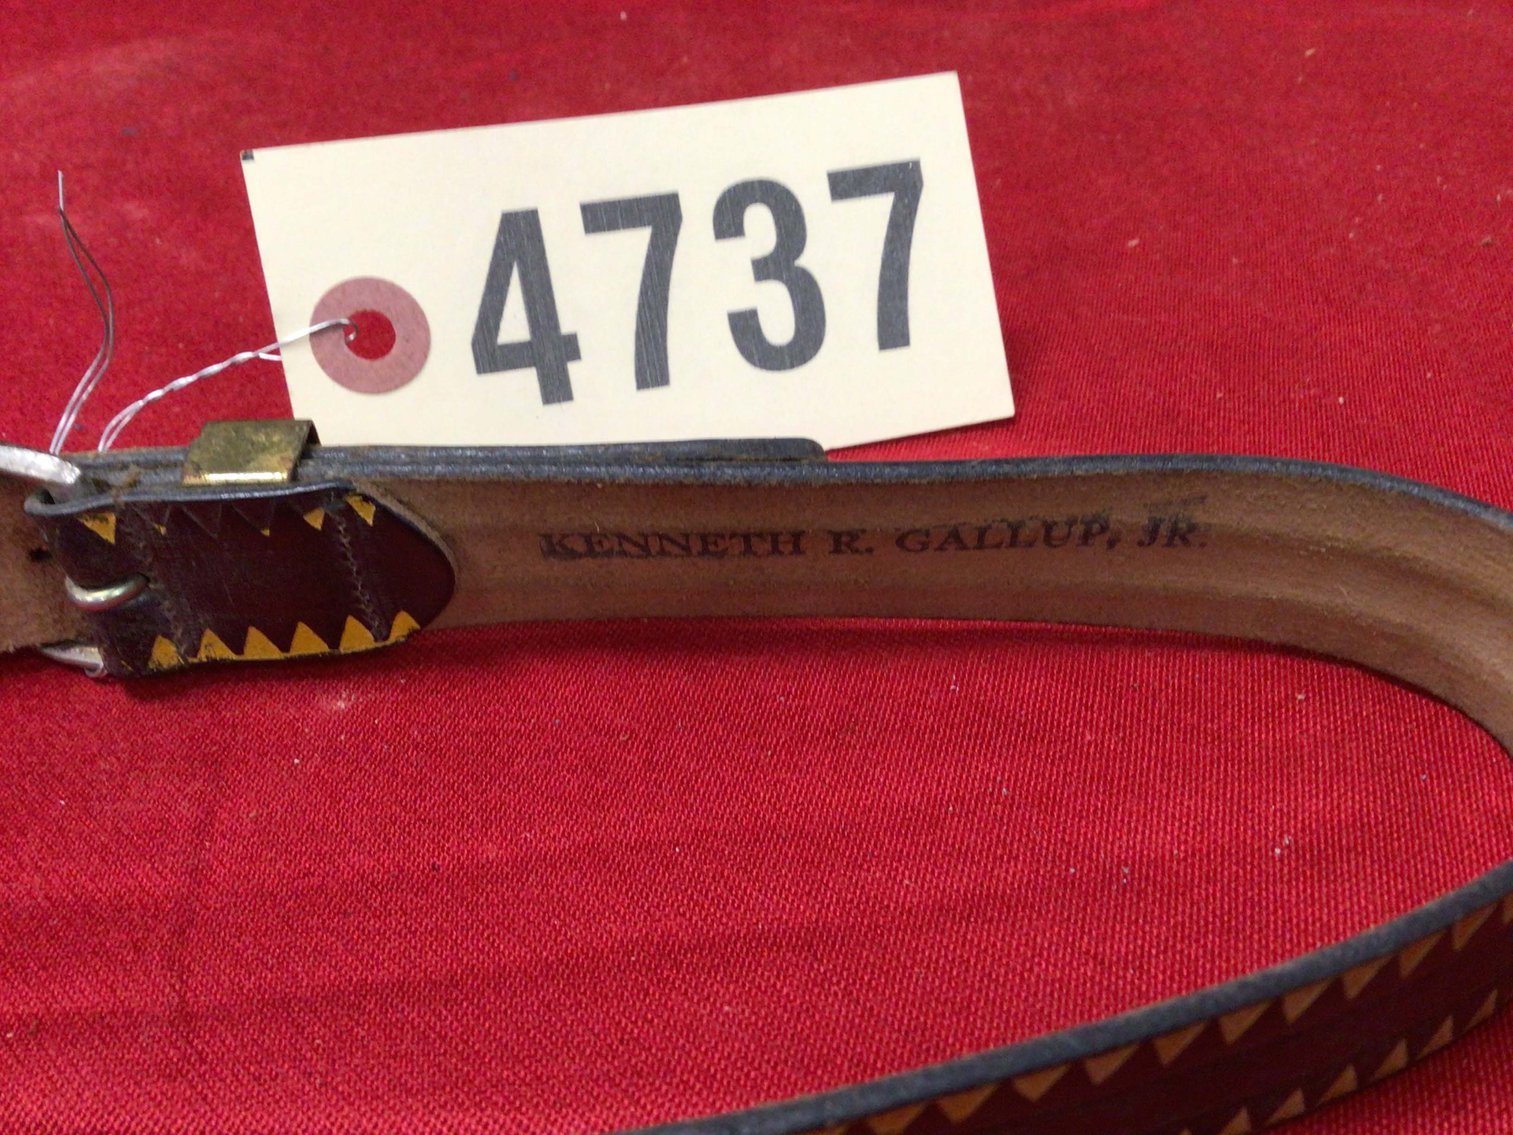 4737
KENNETH R. GALLUP, JR.